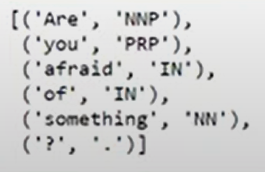 [('Are', 'NNP'),
('you', 'PRP'),
('afraid', 'IN'),
('of', 'IN'),
('something', 'NN'),
('?', '.')]